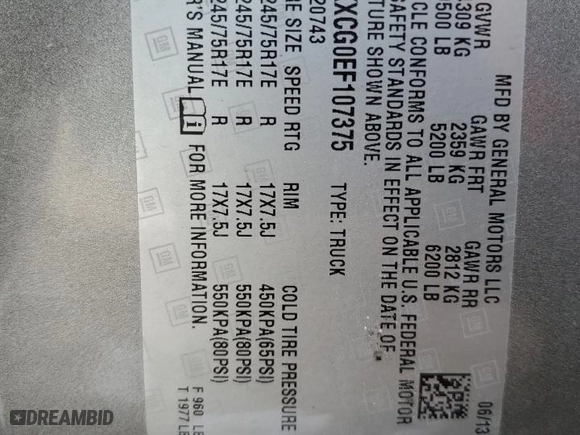 MFD BY GENERAL MOTORS LLC 06/13
GVWR GAWR FRT GAWR RR
309 KG 2359 KG 2812 KG
500 LB 5200 LB 6200 LB
CLE CONFORMS TO ALL APPLICABLE U.S. FEDERAL MOTOR
SAFETY STANDARDS IN EFFECT ON THE DATE OF
TURE SHOWN ABOVE.
XCG0EF107375 TYPE: TRUCK
20743
SIZE SPEED RTG RIM COLD TIRE PRESSURE
245/75R17E R 17X7.5J 450KPA(65PSI)
245/75R17E R 17X7.5J 550KPA(80PSI)
245/75R17E R 17X7.5J 550KPA(80PSI)
R'S MANUAL i FOR MORE INFORMATION.
F 960 LB
T 1977 LB
GM
DREAMBID